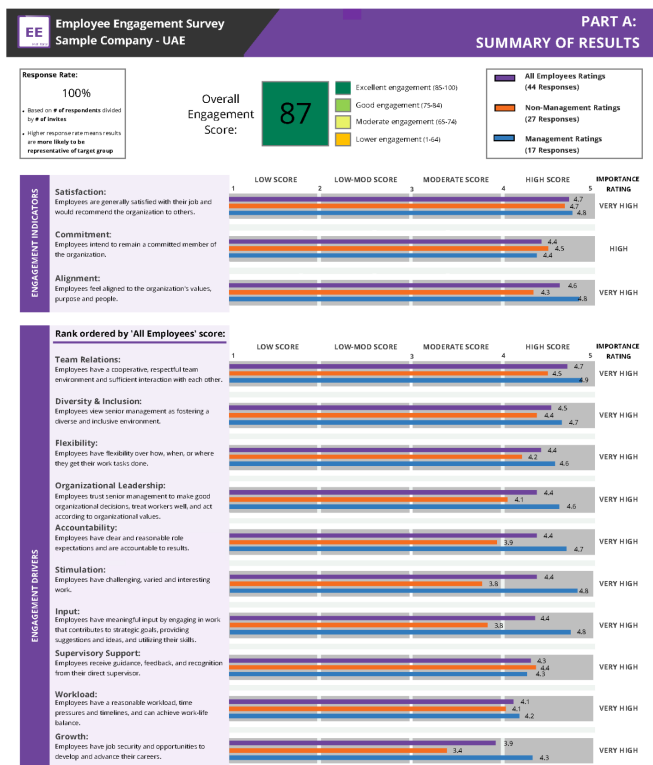 EE
Employee Engagement Survey
Sample Company - UAE
PART A:
SUMMARY OF RESULTS
Response Rate:
100%
• Based on # of respondents divided
by # of invites
• Higher response rate means results
are more likely to be
representative of target group
Overall
Engagement
Score:
87
Excellent engagement (85-100)
Good engagement (75-84)
Moderate engagement (65-74)
Lower engagement (1-64)
All Employees Ratings
(44 Responses)
Non-Management Ratings
(27 Responses)
Management Ratings
(17 Responses)
ENGAGEMENT INDICATORS
LOW SCORE LOW-MOD SCORE MODERATE SCORE HIGH SCORE IMPORTANCE
RATING
1 2 3 4 5
Satisfaction:
Employees are generally satisfied with their job and
would recommend the organization to others.
4.7
4.7
4.8
VERY HIGH
Commitment:
Employees intend to remain a committed member of
the organization.
4.4
4.5
4.4
HIGH
Alignment:
Employees feel aligned to the organization's values,
purpose and people.
4.6
4.3
4.8
VERY HIGH
ENGAGEMENT DRIVERS
Rank ordered by 'All Employees' score:
LOW SCORE LOW-MOD SCORE MODERATE SCORE HIGH SCORE IMPORTANCE
RATING
1 3 4 5
Team Relations:
Employees have a cooperative, respectful team
environment and sufficient interaction with each other.
4.7
4.5
4.9
VERY HIGH
Diversity & Inclusion:
Employees view senior management as fostering a
diverse and inclusive environment.
4.5
4.4
4.7
VERY HIGH
Flexibility:
Employees have flexibility over how, when, or where
they get their work tasks done.
4.4
4.2
4.6
VERY HIGH
Organizational Leadership:
Employees trust senior management to make good
organizational decisions, treat workers well, and act
according to organizational values.
4.4
4.1
4.6
VERY HIGH
Accountability:
Employees have clear and reasonable role
expectations and are accountable to results.
4.4
3.9
4.7
VERY HIGH
Stimulation:
Employees have challenging, varied and interesting
work.
4.4
3.8
4.8
VERY HIGH
Input:
Employees have meaningful input by engaging in work
that contributes to strategic goals, providing
suggestions and ideas, and utilizing their skills.
4.4
3.8
4.8
VERY HIGH
Supervisory Support:
Employees receive guidance, feedback, and recognition
from their direct supervisor.
4.3
4.4
4.3
VERY HIGH
Workload:
Employees have a reasonable workload, time
pressures and timelines, and can achieve work-life
balance.
4.1
4.1
4.2
VERY HIGH
Growth:
Employees have job security and opportunities to
develop and advance their careers.
3.9
3.4
4.3
VERY HIGH